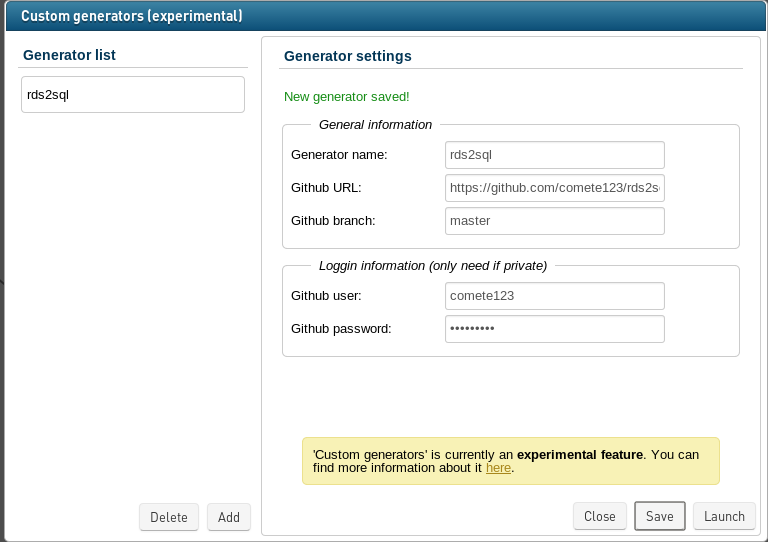 Custom generators (experimental)
Generator list
rds2sql
Generator settings
New generator saved!
General information
Generator name: rds2sql
Github URL: https://github.com/comete123/rds2s
Github branch: master
Loggin information (only need if private)
Github user: comete123
Github password: •••••••••
'Custom generators' is currently an experimental feature. You can
find more information about it here.
Delete Add Close Save Launch